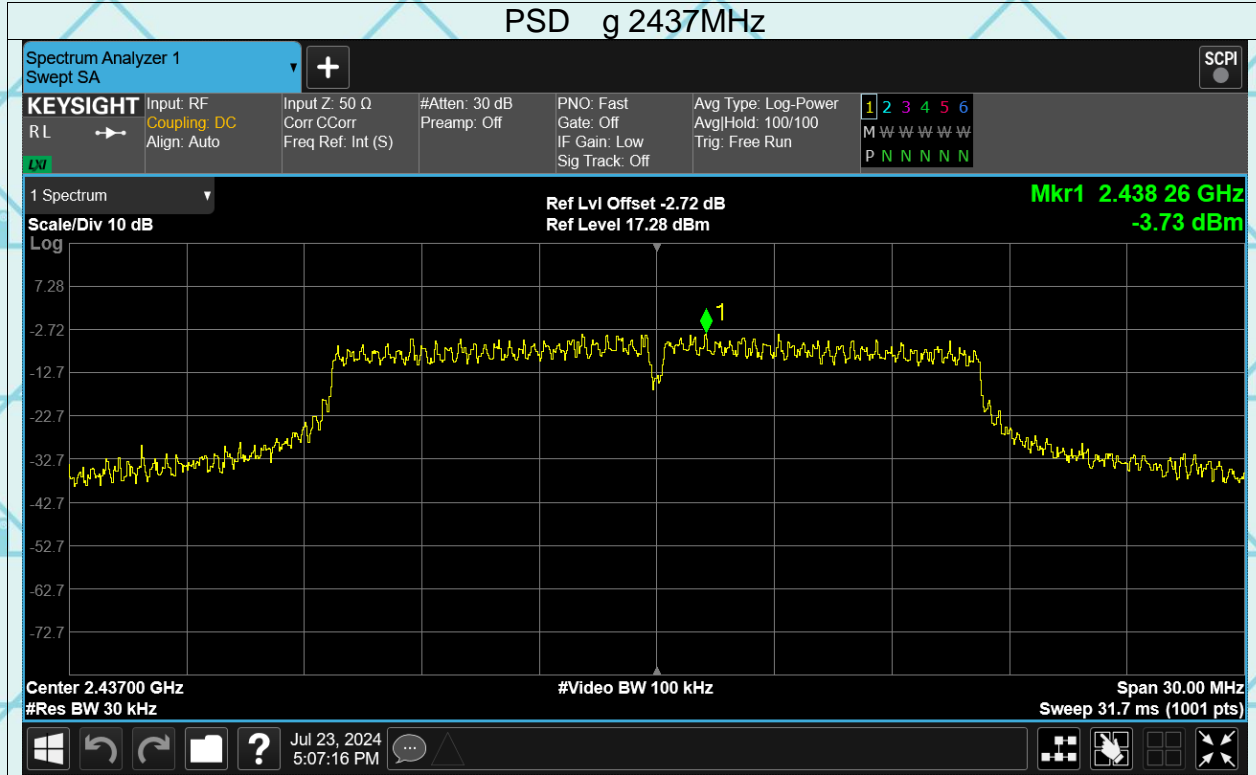 PSD g 2437MHz
Spectrum Analyzer 1
Swept SA
SCPI
KEYSIGHT
R L
LXI
Input: RF
Coupling: DC
Align: Auto
Input Z: 50 Ω
Corr CCorr
Freq Ref: Int (S)
#Atten: 30 dB
Preamp: Off
PNO: Fast
Gate: Off
IF Gain: Low
Sig Track: Off
Avg Type: Log-Power
Avg|Hold: 100/100
Trig: Free Run
1 2 3 4 5 6
M W W W W W
P N N N N N
1 Spectrum
Scale/Div 10 dB
Ref Lvl Offset -2.72 dB
Ref Level 17.28 dBm
Mkr1 2.438 26 GHz
-3.73 dBm
Log
7.28
-2.72
-12.7
-22.7
-32.7
-42.7
-52.7
-62.7
-72.7
1
Center 2.43700 GHz
#Res BW 30 kHz
#Video BW 100 kHz
Span 30.00 MHz
Sweep 31.7 ms (1001 pts)
Jul 23, 2024
5:07:16 PM